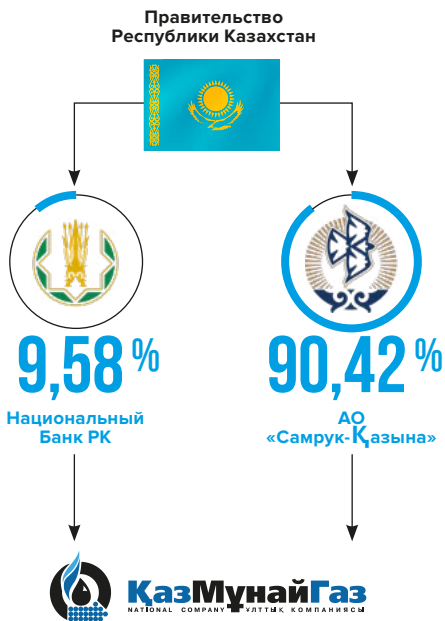 Правительство
Республики Казахстан
9,58 %
90,42 %
Национальный
Банк РК
АО
«Самрук-Қазына»
ҚазМұнайГаз
NATIONAL COMPANY ҰЛТТЫҚ КОМПАНИЯСЫ